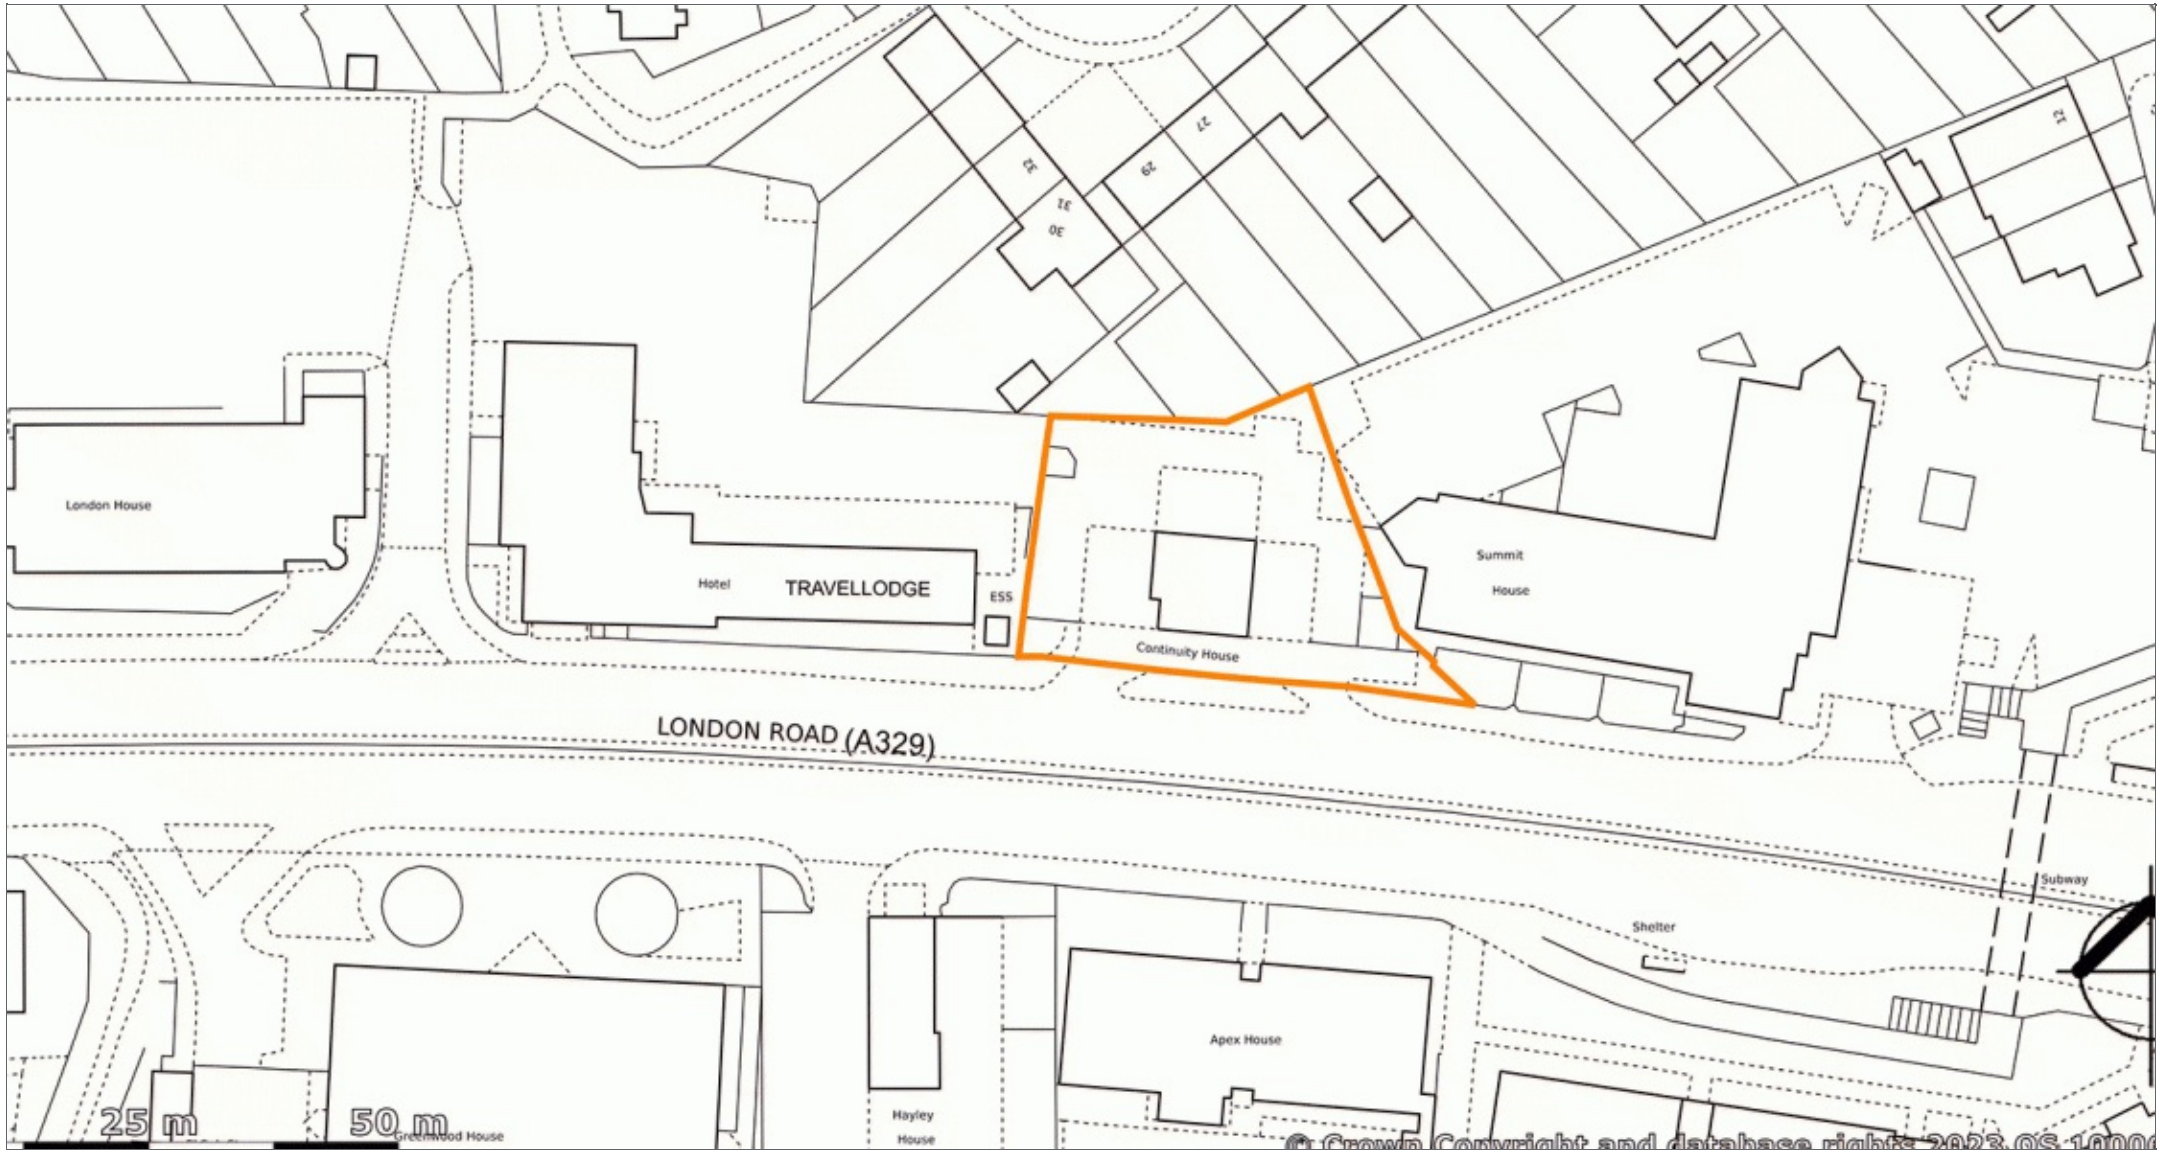 12
27
29
32
31
30
London House
Hotel
TRAVELLODGE
ESS
Continuity House
Summit
House
LONDON ROAD (A329)
Subway
Shelter
Apex House
Hayley
House
25 m
50 m
Greenwood House
© Crown Copyright and database rights 2023 OS